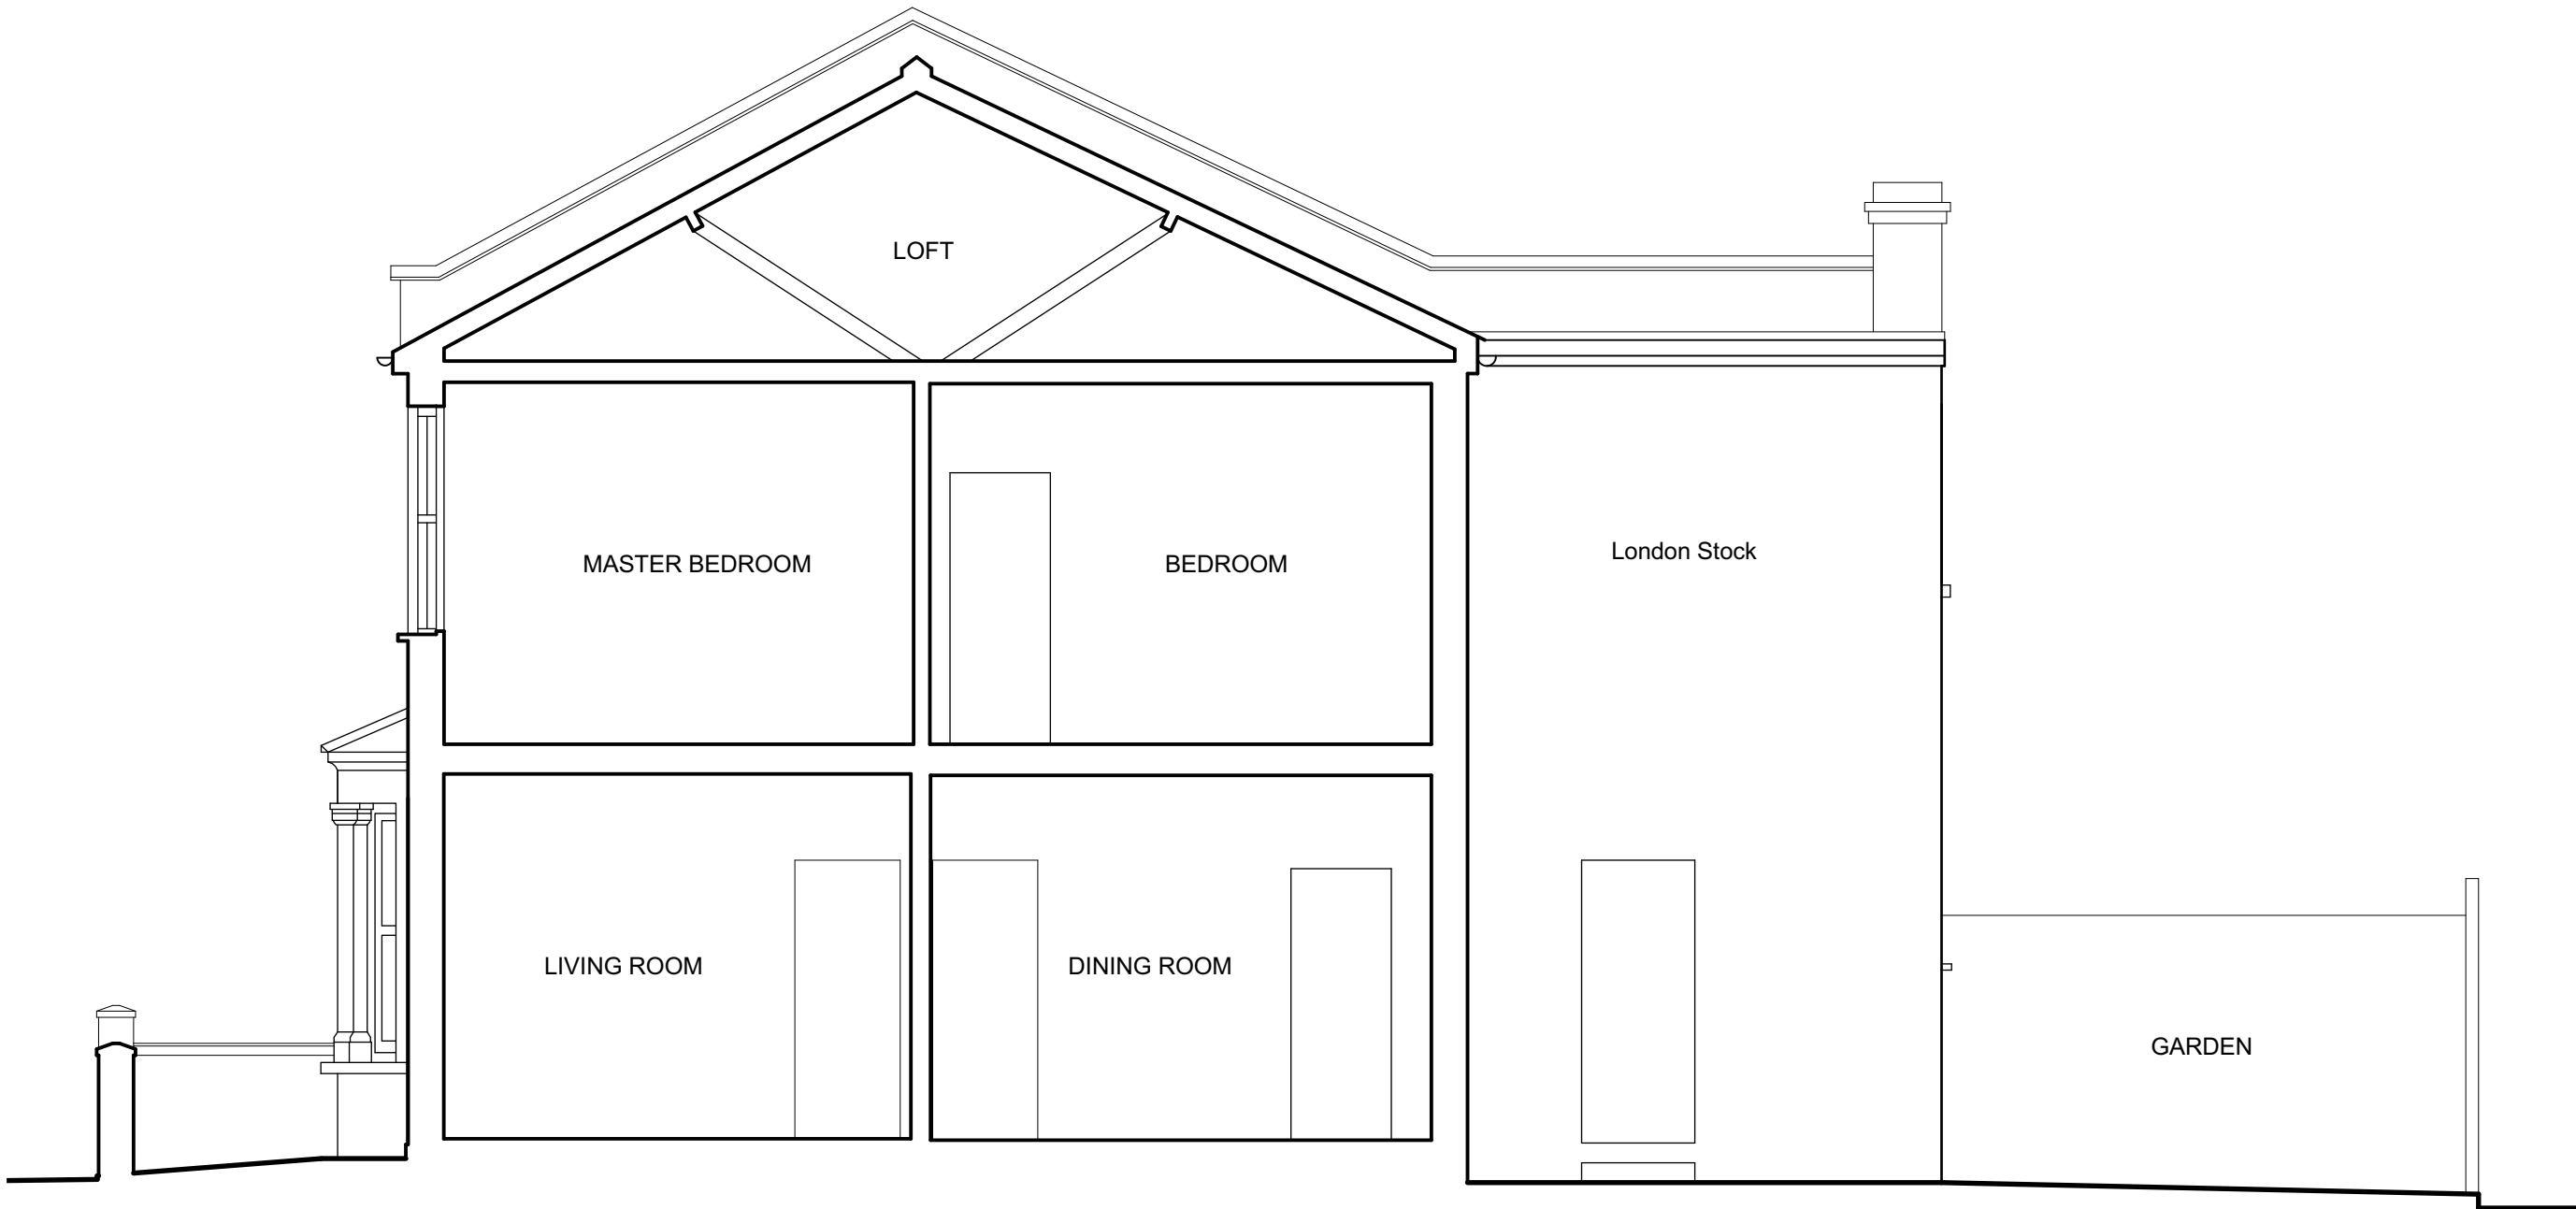 LOFT
MASTER BEDROOM
BEDROOM
London Stock
LIVING ROOM
DINING ROOM
GARDEN